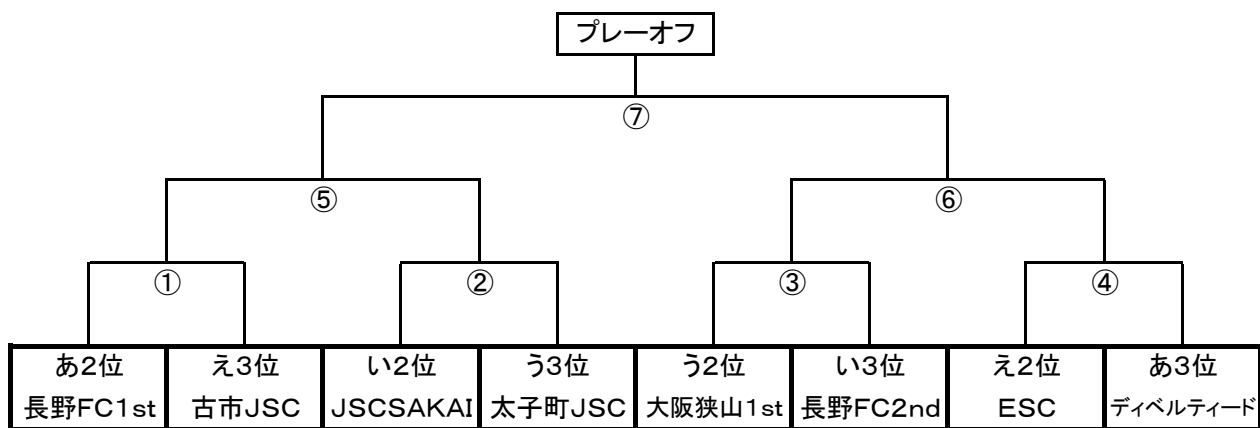 プレーオフ
⑦
⑤ ⑥
① ② ③ ④
あ2位 え3位 い2位 う3位 う2位 い3位 え2位 あ3位
長野FC1st 古市JSC JSCSAKAI 太子町JSC 大阪狭山1st 長野FC2nd ESC ディベルティード